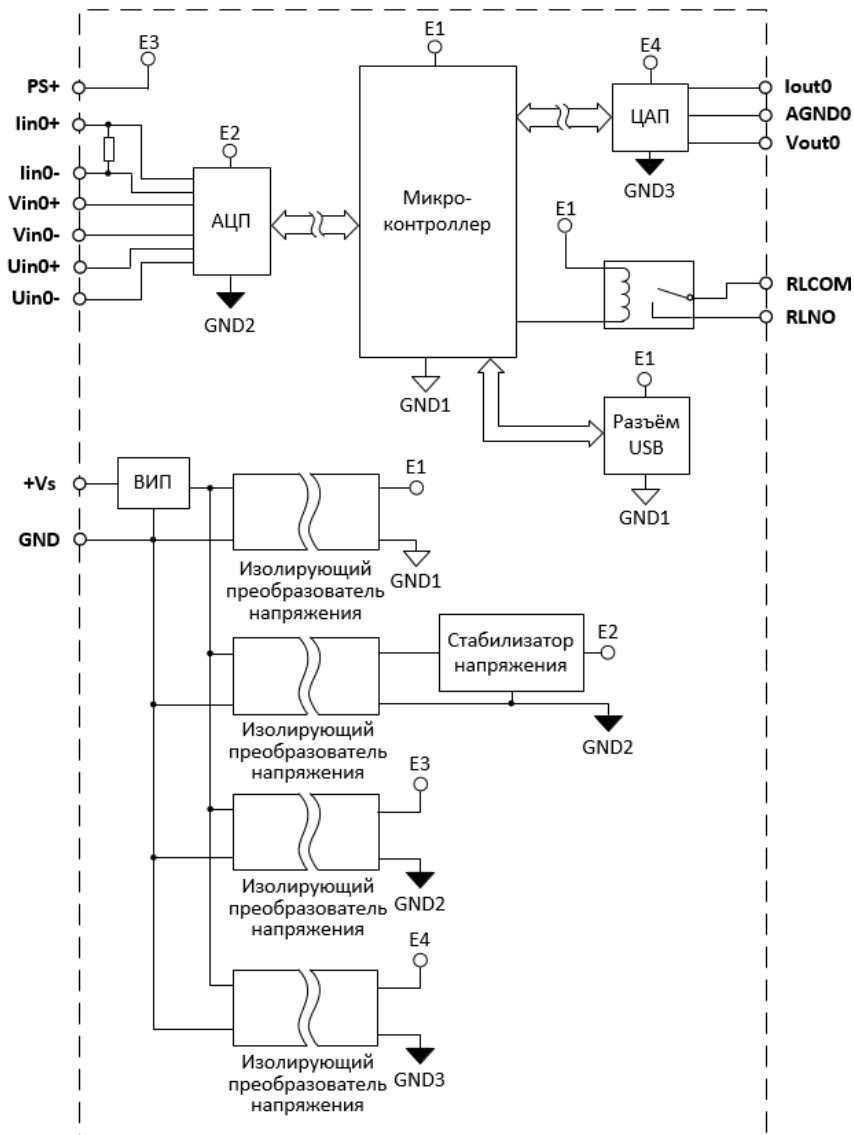 E3
E1
E4
PS+
Iin0+
Iin0-
Vin0+
Vin0-
Uin0+
Uin0-
E2
АЦП
GND2
Микро-
контроллер
GND1
ЦАП
GND3
Iout0
AGND0
Vout0
E1
RLCOM
RLNO
E1
Разъём
USB
GND1
+Vs
GND
ВИП
E1
GND1
Изолирующий
преобразователь
напряжения
Стабилизатор
напряжения
E2
GND2
Изолирующий
преобразователь
напряжения
E3
GND2
Изолирующий
преобразователь
напряжения
E4
GND3
Изолирующий
преобразователь
напряжения